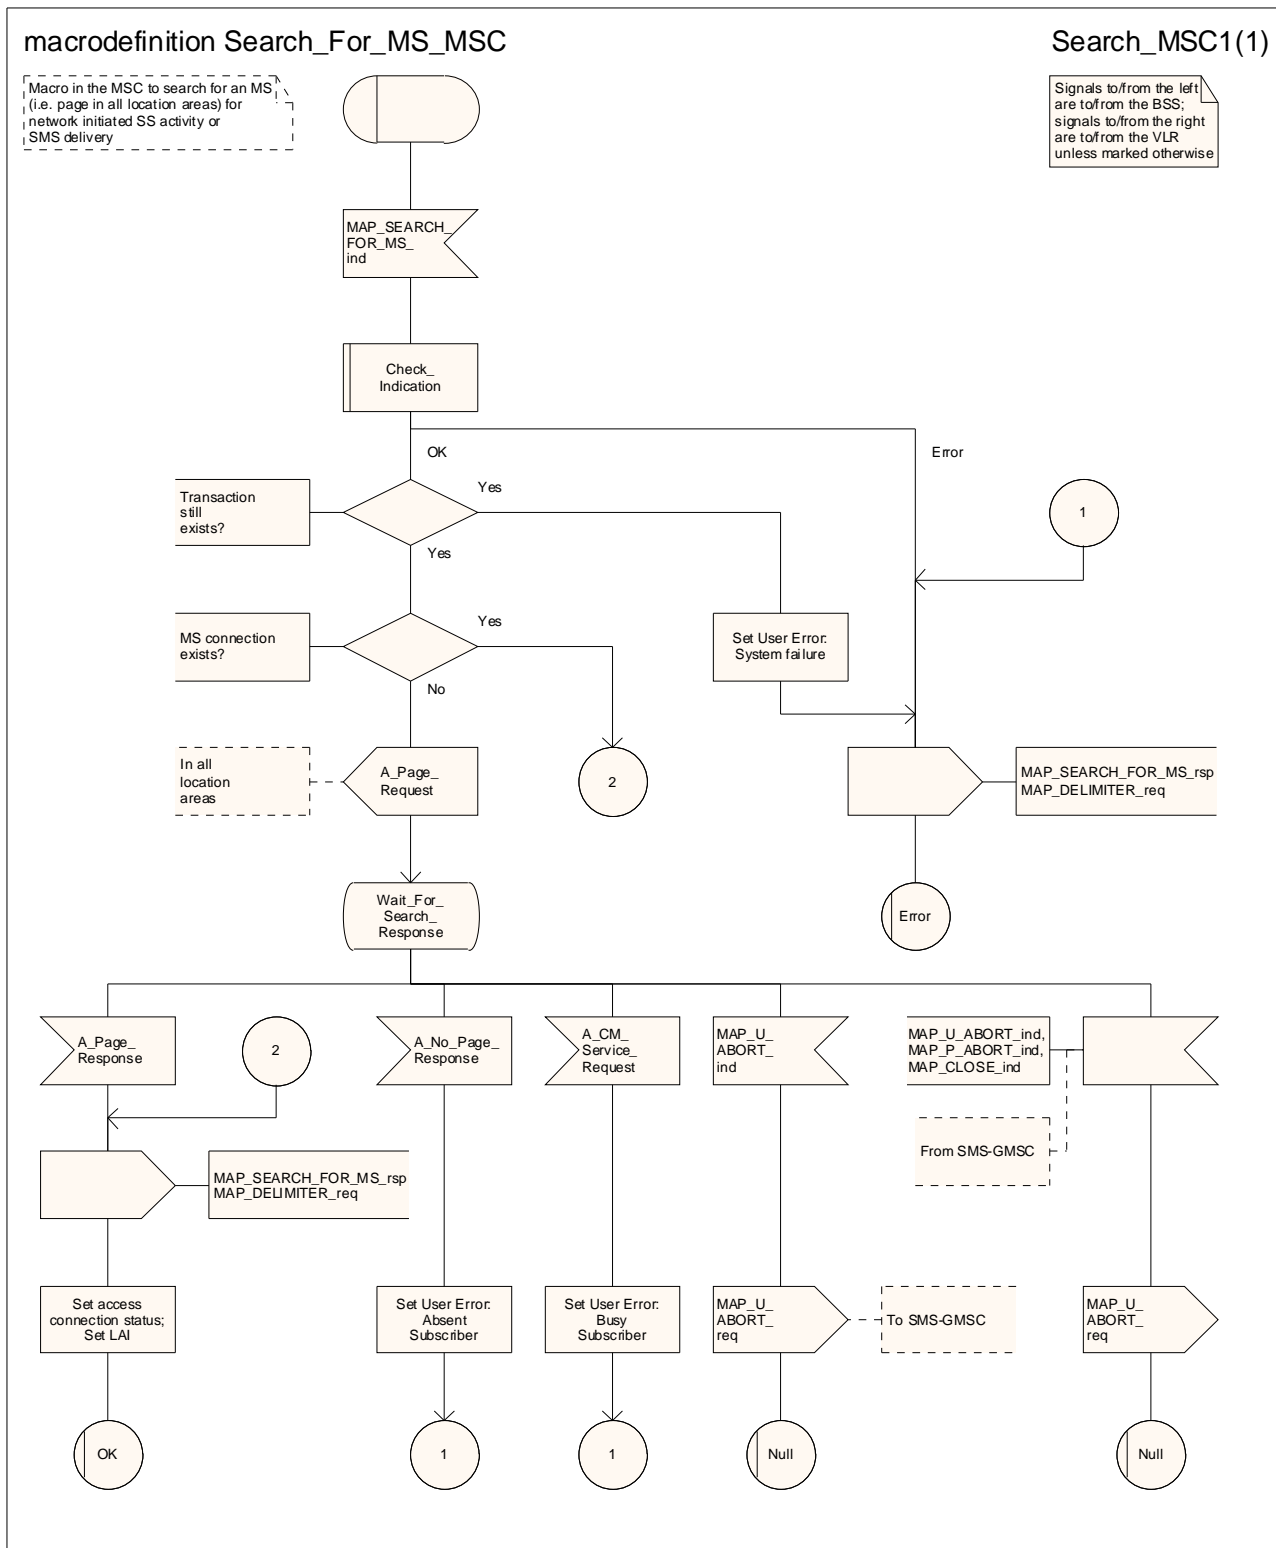 macrodefinition Search_For_MS_MSC
Search_MSC1(1)
Macro in the MSC to search for an MS
(i.e. page in all location areas) for
network initiated SS activity or
SMS delivery
Signals to/from the left
are to/from the BSS;
signals to/from the right
are to/from the VLR
unless marked otherwise
MAP_SEARCH_
FOR_MS_
ind
Check_
Indication
OK
Error
Transaction
still
exists?
Yes
Yes
1
MS connection
exists?
Yes
No
Set User Error:
System failure
In all
location
areas
A_Page_
Request
2
MAP_SEARCH_FOR_MS_rsp
MAP_DELIMITER_req
Wait_For_
Search_
Response
Error
A_Page_
Response
2
A_No_Page_
Response
A_CM_
Service_
Request
MAP_U_
ABORT_
ind
MAP_U_ABORT_ind,
MAP_P_ABORT_ind,
MAP_CLOSE_ind
From SMS-GMSC
MAP_SEARCH_FOR_MS_rsp
MAP_DELIMITER_req
Set access
connection status;
Set LAI
Set User Error:
Absent
Subscriber
Set User Error:
Busy
Subscriber
MAP_U_
ABORT_
req
To SMS-GMSC
MAP_U_
ABORT_
req
OK
1
1
Null
Null